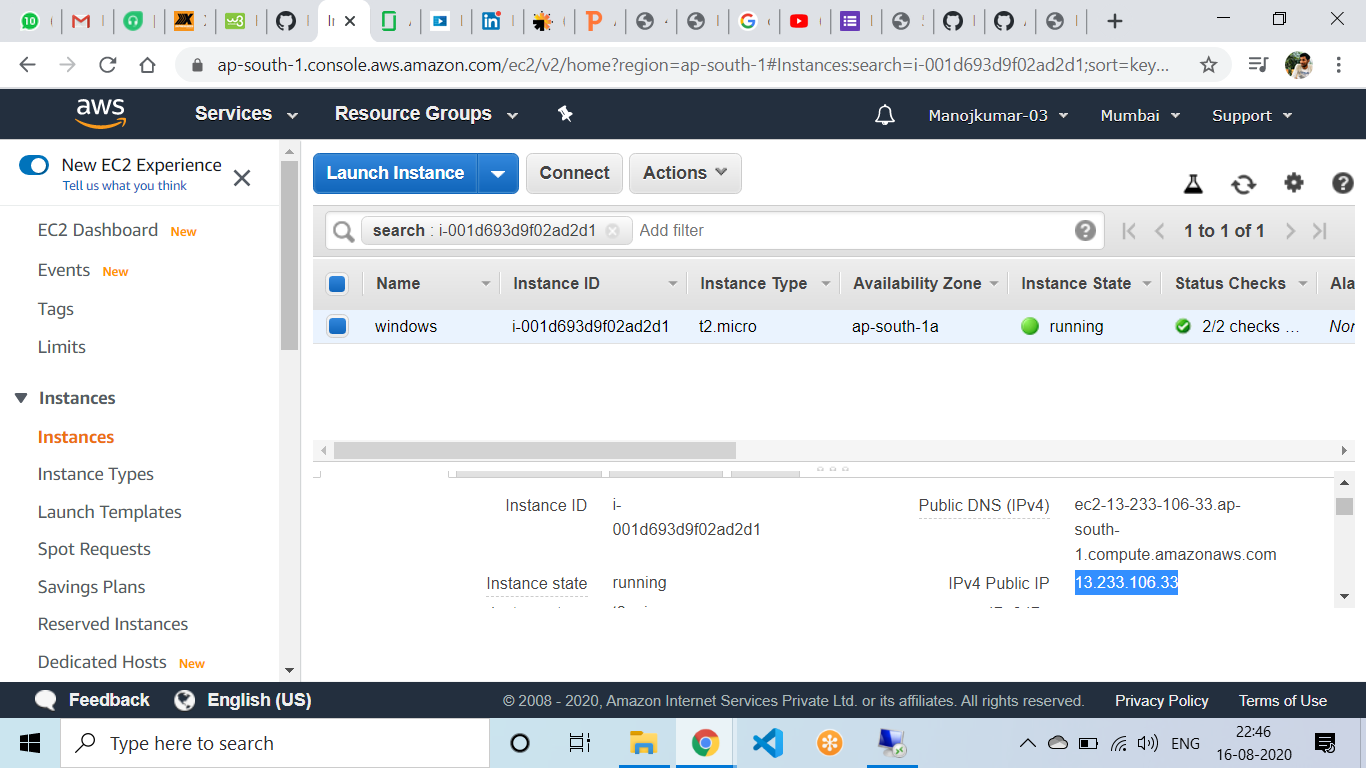 ap-south-1.console.aws.amazon.com/ec2/v2/home?region=ap-south-1#Instances:search=i-001d693d9f02ad2d1;sort=key...
aws Services Resource Groups Manojkumar-03 Mumbai Support
New EC2 Experience
Tell us what you think
EC2 Dashboard New
Events New
Tags
Limits
Instances
Instances
Instance Types
Launch Templates
Spot Requests
Savings Plans
Reserved Instances
Dedicated Hosts New
Launch Instance Connect Actions
search : i-001d693d9f02ad2d1 Add filter 1 to 1 of 1
Name Instance ID Instance Type Availability Zone Instance State Status Checks
windows i-001d693d9f02ad2d1 t2.micro ap-south-1a running 2/2 checks ...
Instance ID i-
001d693d9f02ad2d1
Public DNS (IPv4) ec2-13-233-106-33.ap-
south-
1.compute.amazonaws.com
Instance state running IPv4 Public IP 13.233.106.33
Feedback English (US) © 2008 - 2020, Amazon Internet Services Private Ltd. or its affiliates. All rights reserved. Privacy Policy Terms of Use
Type here to search ENG 22:46
16-08-2020